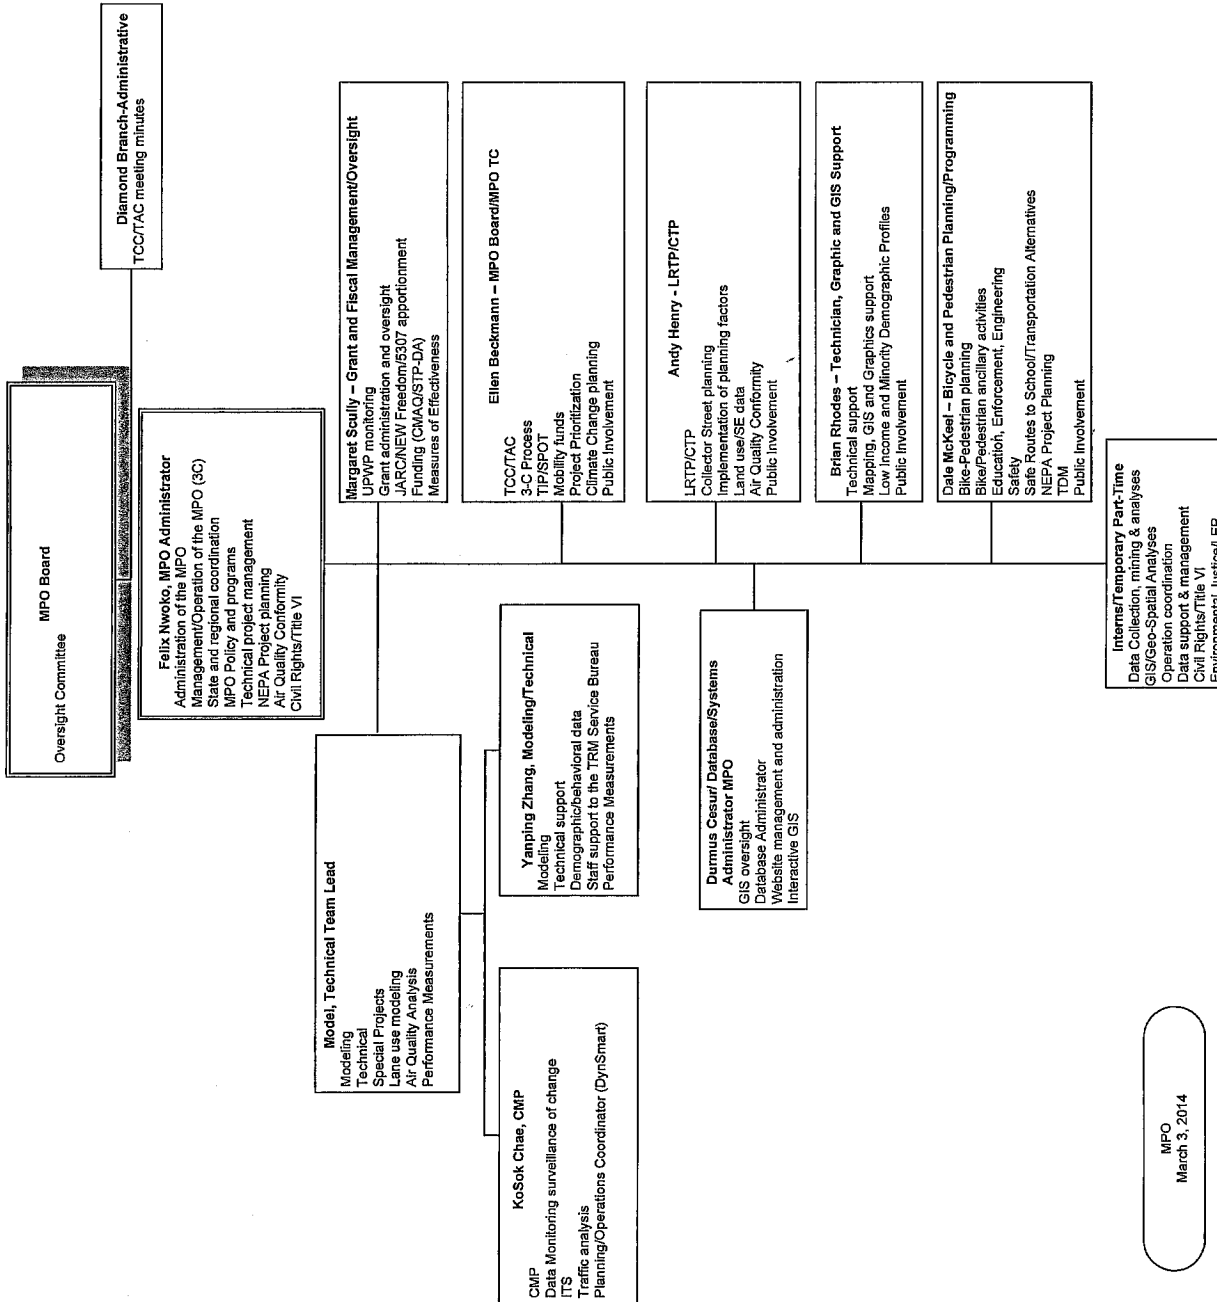 MPO Board
Oversight Committee
Diamond Branch-Administrative
TCC/TAC meeting minutes
Felix Nwoko, MPO Administrator
Administration of the MPO
Management/Operation of the MPO (3C)
State and regional coordination
MPO Policy and programs
Technical project management
NEPA Project planning
Air Quality Conformity
Civil Rights/Title VI
Model, Technical Team Lead
Modeling
Technical
Special Projects
Lane use modeling
Air Quality Analysis
Performance Measurements
Margaret Scully – Grant and Fiscal Management/Oversight
UPWP monitoring
Grant administration and oversight
JARC/NEW Freedom/5307 apportionment
Funding (CMAQ/STP-DA)
Measures of Effectiveness
KoSok Chae, CMP
CMP
Data Monitoring surveillance of change
ITS
Traffic analysis
Planning/Operations Coordinator (DynSmart)
Yanping Zhang, Modeling/Technical
Modeling
Technical support
Demographic/behavioral data
Staff support to the TRM Service Bureau
Performance Measurements
Ellen Beckmann – MPO Board/MPO TC
TCC/TAC
3-C Process
TIP/SPOT
Mobility funds
Project Prioritization
Climate Change planning
Public Involvement
Andy Henry - LRTP/CTP
LRTP/CTP
Collector Street planning
Implementation of planning factors
Land use/SE data
Air Quality Conformity
Public Involvement
Durmus Cesur/ Database/Systems
Administrator MPO
GIS oversight
Database Administrator
Website management and administration
Interactive GIS
Brian Rhodes – Technician, Graphic and GIS Support
Technical support
Mapping, GIS and Graphics support
Low Income and Minority Demographic Profiles
Public Involvement
Dale McKeel – Bicycle and Pedestrian Planning/Programming
Bike-Pedestrian planning
Bike/Pedestrian ancillary activities
Education, Enforcement, Engineering
Safety
Safe Routes to School/Transportation Alternatives
NEPA Project Planning
TDM
Public Involvement
Interns/Temporary Part-Time
Data Collection, mining & analyses
GIS/Geo-Spatial Analyses
Operation coordination
Data support & management
Civil Rights/Title VI
Environmental Justice/LEP
MPO
March 3, 2014